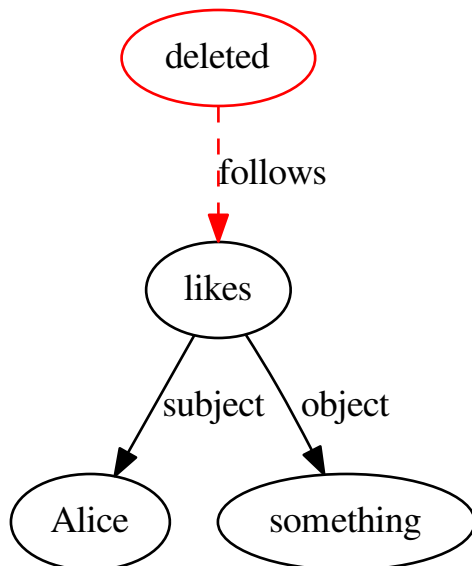 deleted
follows
likes
subject
object
Alice
something